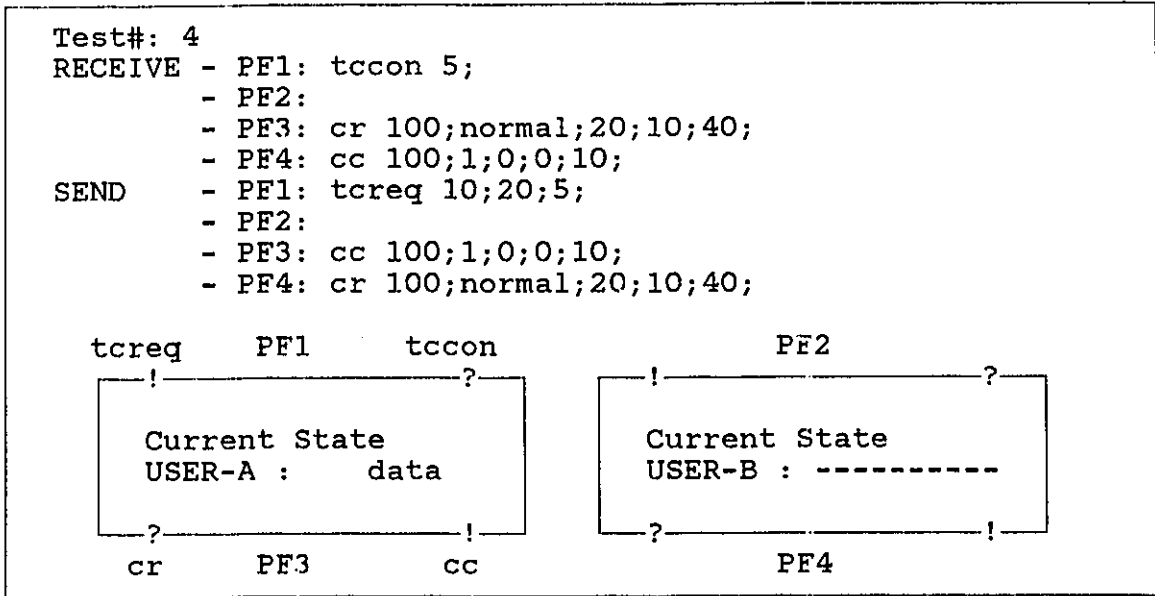 Test#: 4
RECEIVE - PF1: tccon 5;
- PF2:
- PF3: cr 100;normal;20;10;40;
- PF4: cc 100;1;0;0;10;
SEND - PF1: tcreq 10;20;5;
- PF2:
- PF3: cc 100;1;0;0;10;
- PF4: cr 100;normal;20;10;40;
tcreq PF1 tccon PF2
! ? ! ?
Current State Current State
USER-A : data USER-B : ----------
? ! ? !
cr PF3 cc PF4